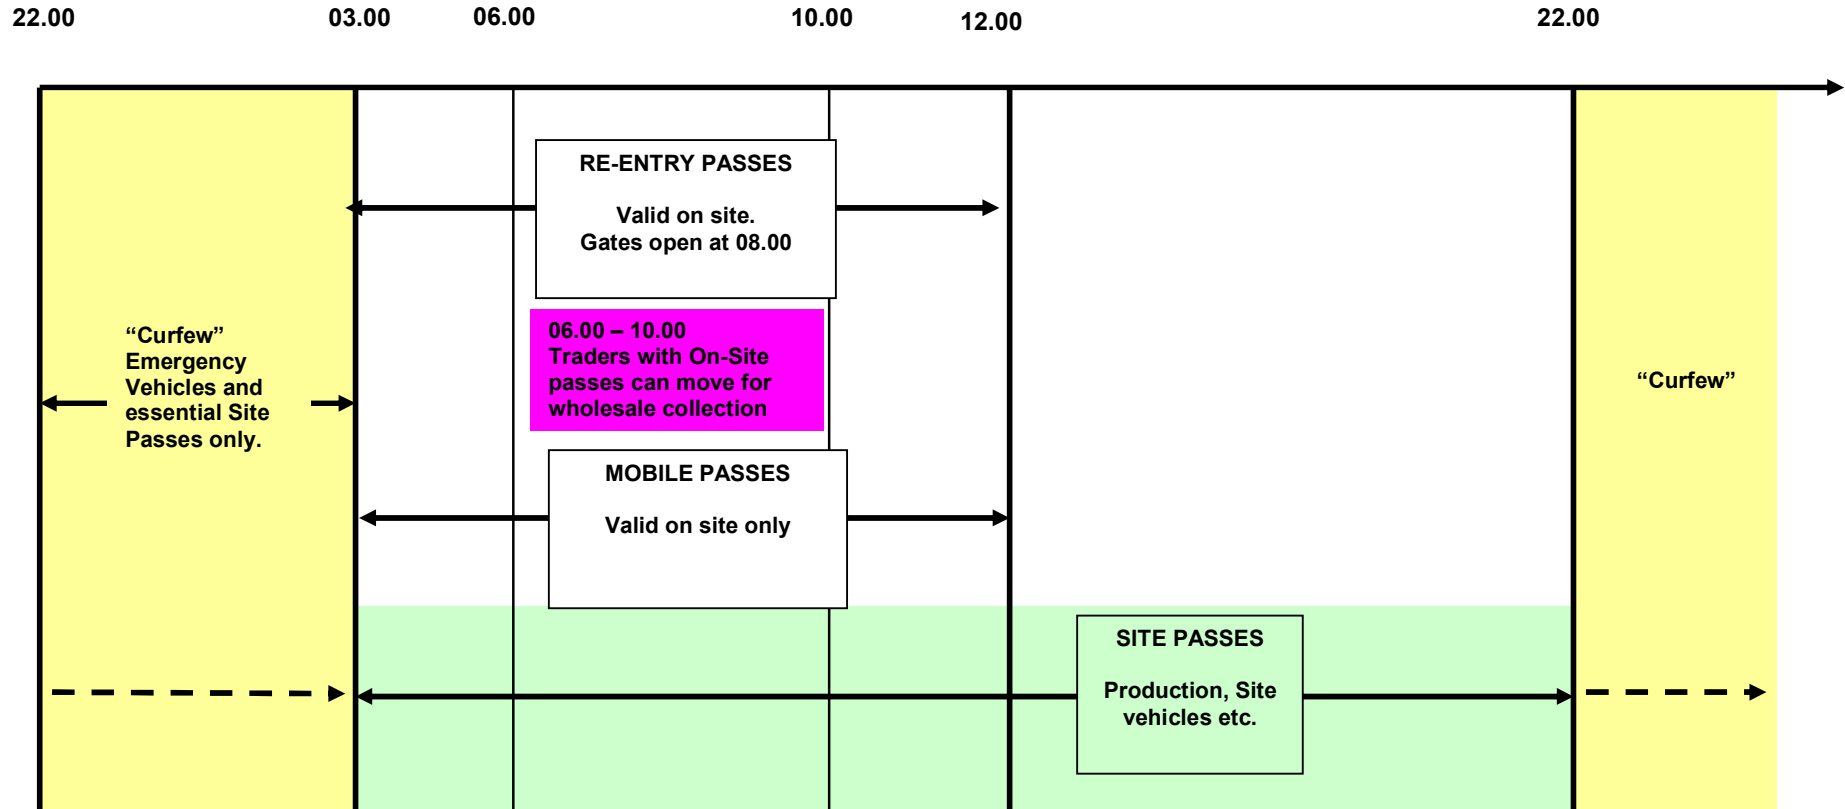 22.00
03.00
06.00
10.00
12.00
22.00
RE-ENTRY PASSES
Valid on site.
Gates open at 08.00
“Curfew”
Emergency
Vehicles and
essential Site
Passes only.
06.00 – 10.00
Traders with On-Site
passes can move for
wholesale collection
“Curfew”
MOBILE PASSES
Valid on site only
SITE PASSES
Production, Site
vehicles etc.